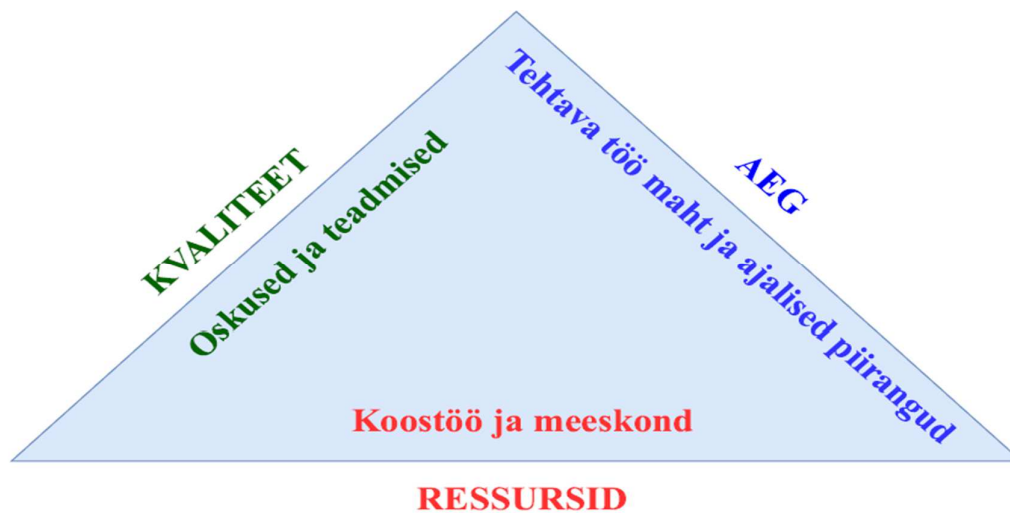 KVALITEET
Oskused ja teadmised
AEG
Tehtava töö maht ja ajalised piirangud
Koostöö ja meeskond
RESSURSID